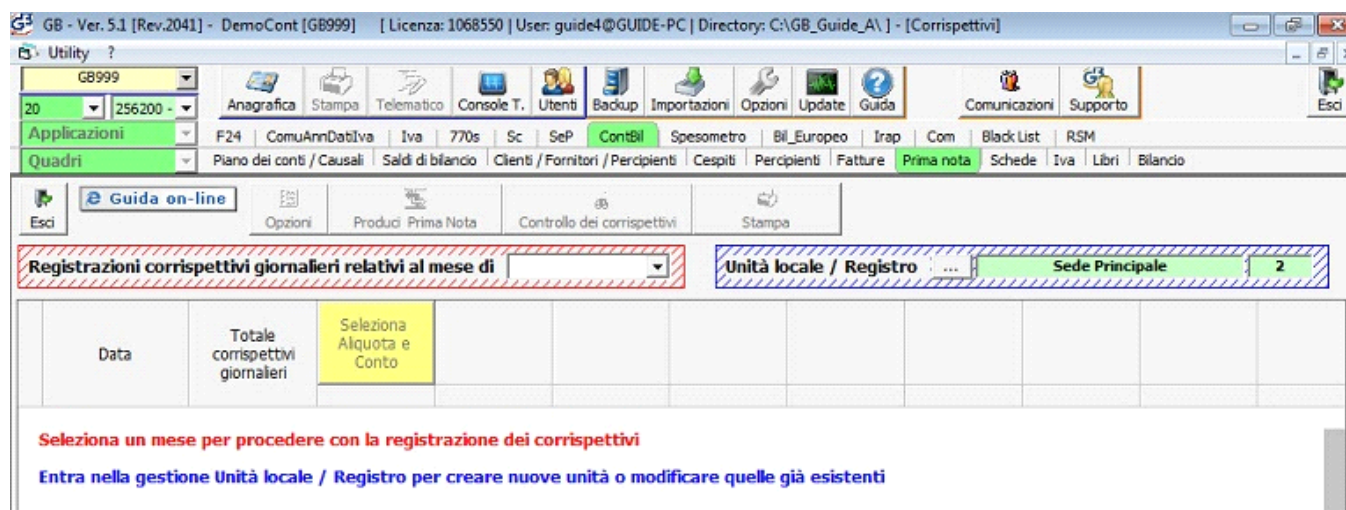 GB - Ver. 5.1 [Rev.2041] - DemoCont [GB999] [ Licenza: 1068550 | User: guide4@GUIDE-PC | Directory: C:\GB_Guide_A\ ] - [Corrispettivi]
Utility ?
GB999
20 256200 -
Anagrafica Stampa Telematico Console T. Utenti Backup Importazioni Opzioni Update Guida Comunicazioni Supporto Esci
Applicazioni F24 ComuAnnDatiIva Iva 770s Sc SeP ContBil Spesometro Bil_Europeo Irap Com Black List RSM
Quadri Piano dei conti / Causali Saldi di bilancio Clienti / Fornitori / Percipienti Cespiti Percipienti Fatture Prima nota Schede Iva Libri Bilancio
Esci Guida on-line Opzioni Produci Prima Nota Controllo dei corrispettivi Stampa
Registrazioni corrispettivi giornalieri relativi al mese di Unità locale / Registro ... Sede Principale 2
Data
Totale corrispettivi giornalieri
Seleziona Aliquota e Conto
Seleziona un mese per procedere con la registrazione dei corrispettivi
Entra nella gestione Unità locale / Registro per creare nuove unità o modificare quelle già esistenti